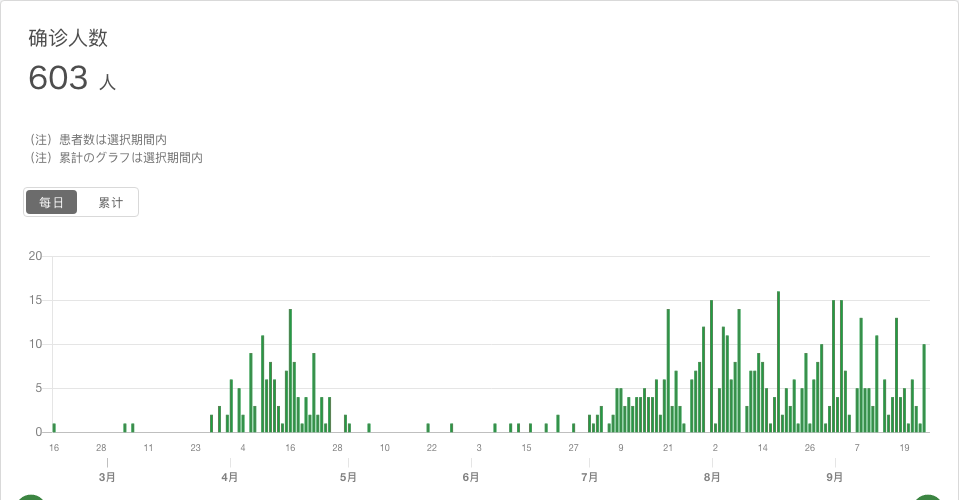 确诊人数
603 人
（注）患者数は選択期間内
（注）累計のグラフは選択期間内
每日 累计
20
15
10
5
0
16 28 11 23 4 16 28 10 22 3 15 27 9 21 2 14 26 7 19
3月 4月 5月 6月 7月 8月 9月